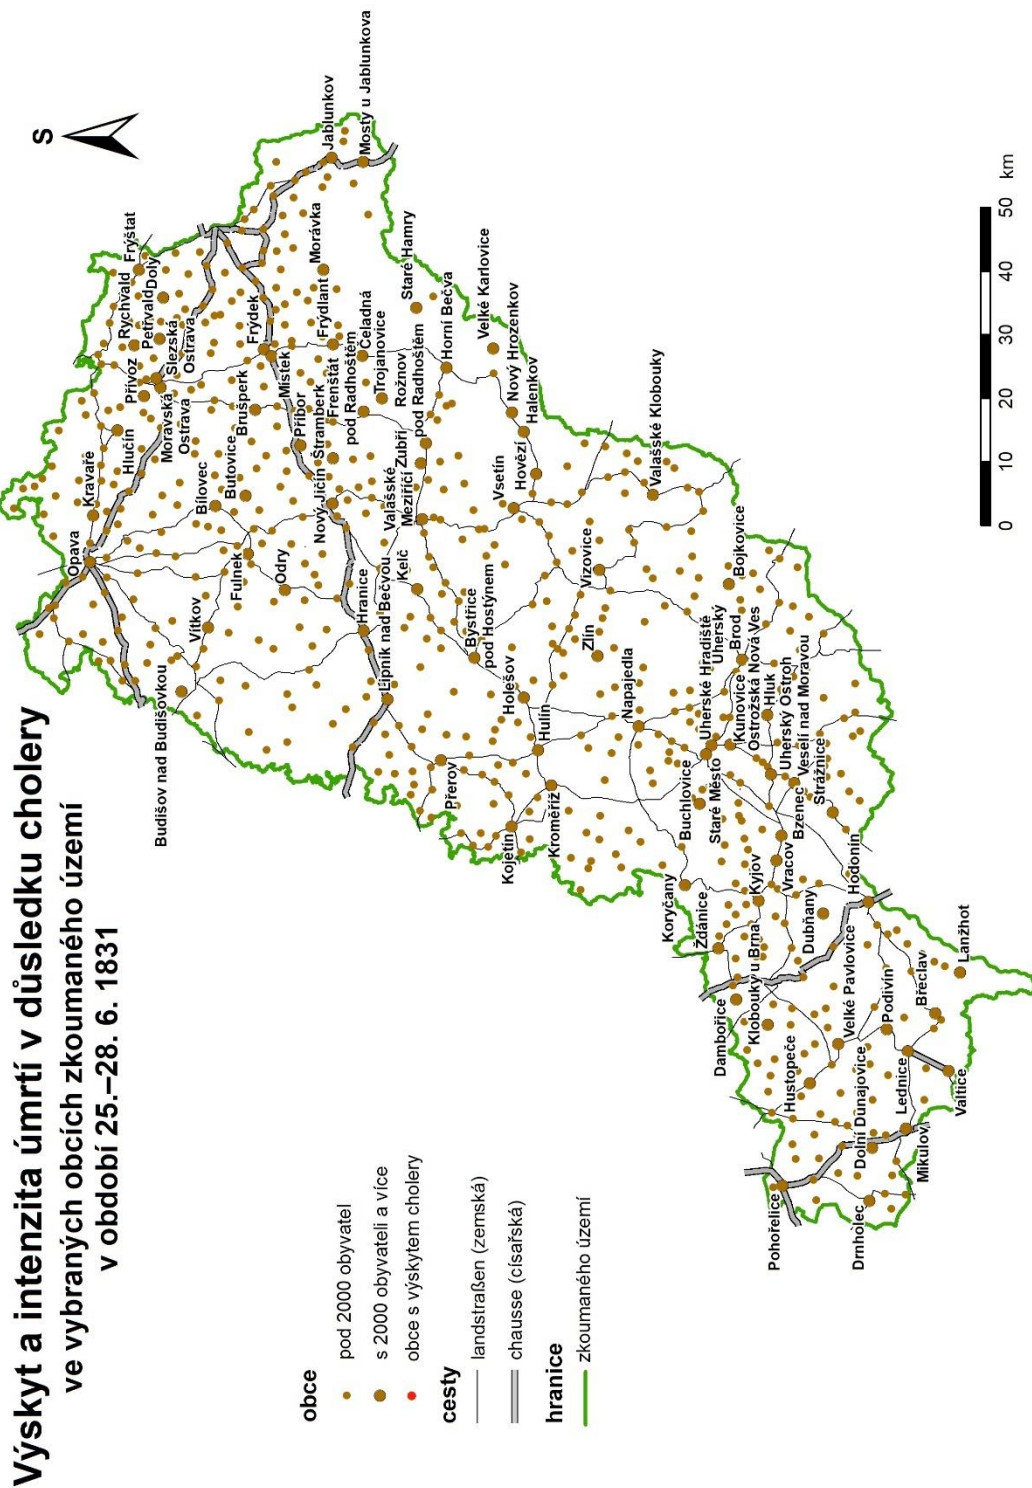 Výskyt a intenzita úmrtí v důsledku cholery
ve vybraných obcích zkoumaného území
v období 25.–28. 6. 1831
S
obce
pod 2000 obyvatel
s 2000 obyvateli a více
obce s výskytem cholery
cesty
landstraßen (zemská)
chausse (císařská)
hranice
zkoumaného území
Opava
Kravaře
Hlučín
Přívoz
Rychvald
Petřvald
Doly
Fryštát
Slezská
Ostrava
Moravská
Ostrava
Budišov nad Budišovkou
Vítkov
Bílovec
Butovice
Brušperk
Fulnek
Odry
Frýdek
Místek
Příbor
Štramberk
Nový Jičín
Frenštát
pod Radhoštěm
Frýdlant
Morávka
Jablunkov
Mosty u Jablunkova
Čeladná
Trojanovice
Staré Hamry
Hranice
Lipník nad Bečvou
Valašské
Meziříčí
Zubří
Rožnov
pod Radhoštěm
Horní Bečva
Velké Karlovice
Nový Hrozenkov
Halenkov
Hovězí
Vsetín
Kelč
Bystřice
pod Hostýnem
Holešov
Přerov
Kojetín
Kroměříž
Hulín
Zlín
Vizovice
Valašské Klobouky
Napajedla
Bojkovice
Uherské Hradiště
Uherský
Brod
Kunovice
Ostrožská Nová Ves
Hluk
Uherský Ostroh
Veselí nad Moravou
Strážnice
Buchlovice
Staré Město
Bzenec
Vracov
Kyjov
Koryčany
Ždánice
Dubňany
Hodonín
Dambořice
Klobouky u Brna
Hustopeče
Velké Pavlovice
Podivín
Břeclav
Lanžhot
Lednice
Valtice
Dolní Dunajovice
Mikulov
Pohořelice
Drnholec
0 10 20 30 40 50
km